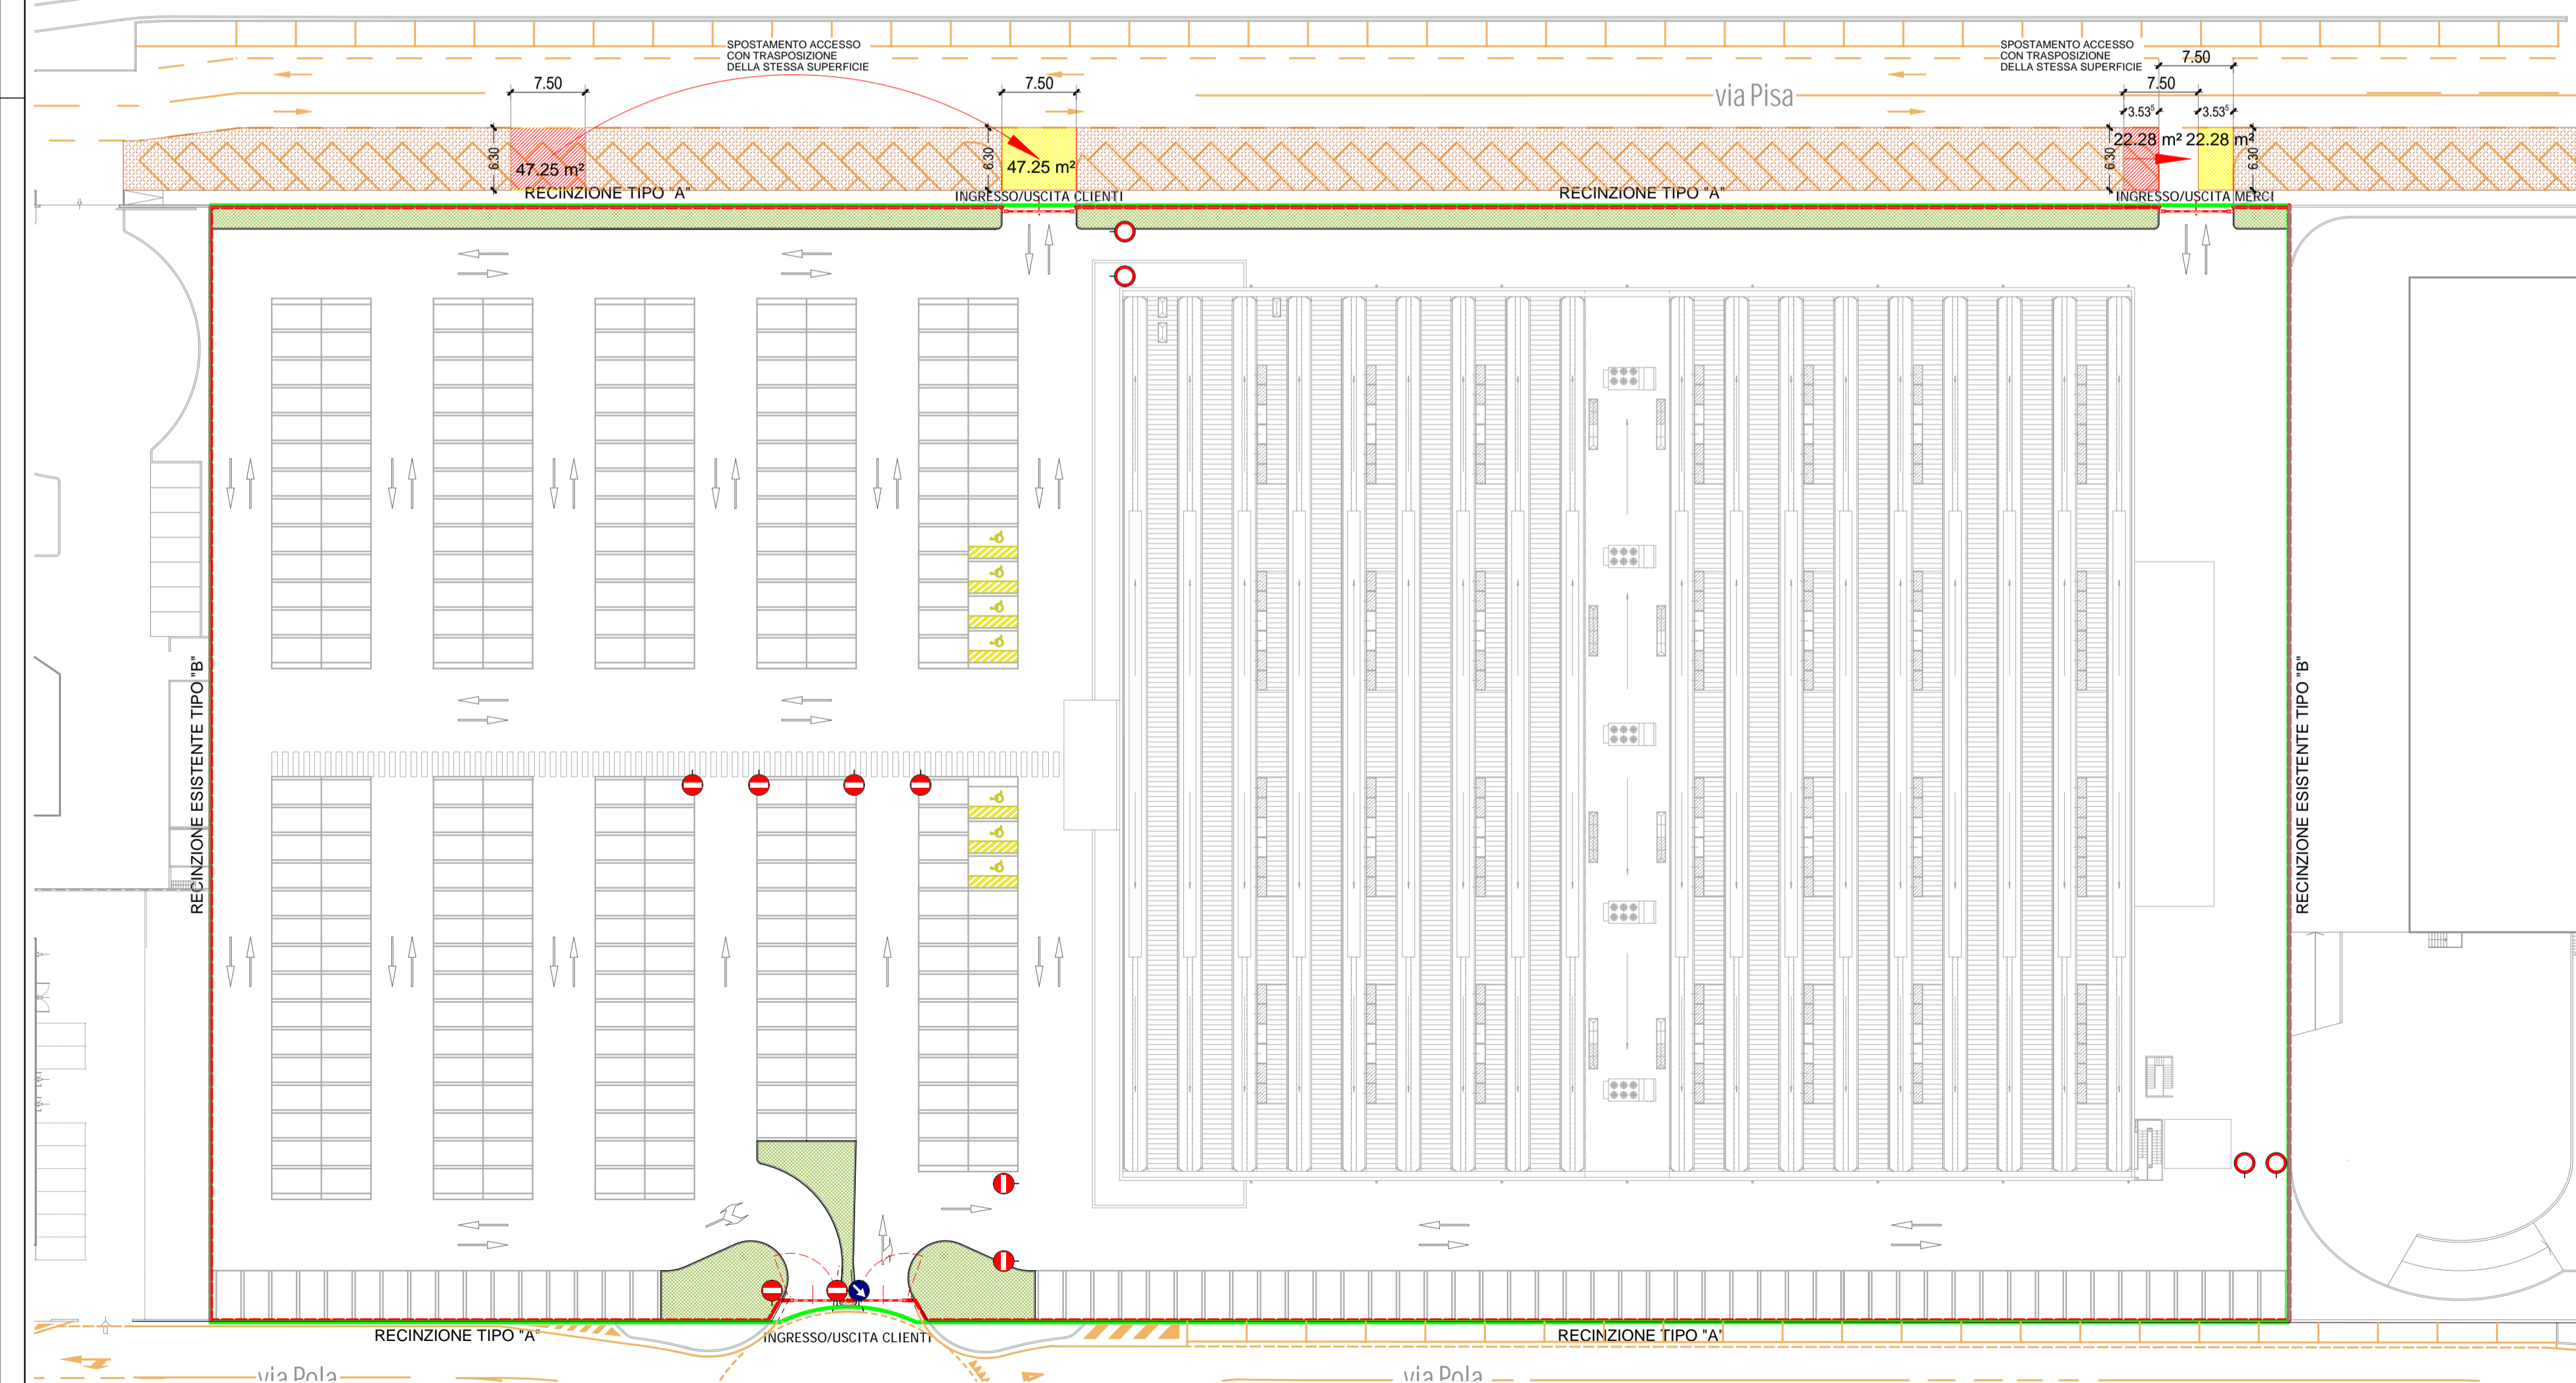 SPOSTAMENTO ACCESSO
CON TRASPOSIZIONE
DELLA STESSA SUPERFICIE
SPOSTAMENTO ACCESSO
CON TRASPOSIZIONE
DELLA STESSA SUPERFICIE
7.50
7.50
7.50
7.50
via Pisa
3.53⁵
3.53⁵
6.30
47.25 m²
6.30
47.25 m²
6.30
22.28 m²
22.28 m²
6.30
RECINZIONE TIPO "A"
INGRESSO/USCITA CLIENTI
RECINZIONE TIPO "A"
INGRESSO/USCITA MERCI
RECINZIONE ESISTENTE TIPO "B"
RECINZIONE ESISTENTE TIPO "B"
RECINZIONE TIPO "A"
INGRESSO/USCITA CLIENTI
RECINZIONE TIPO "A"
via Pola
via Pola